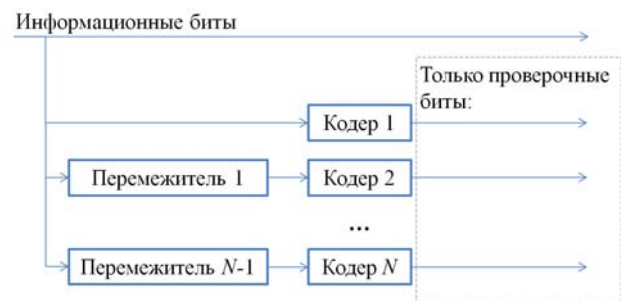 Информационные биты
Только проверочные
биты:
Кодер 1
Перемежитель 1
Кодер 2
...
Перемежитель N-1
Кодер N